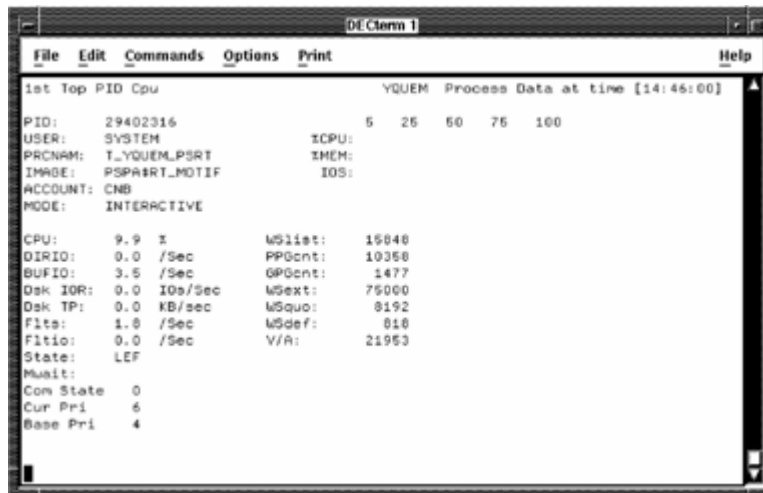 DECterm 1
File Edit Commands Options Print Help
1st Top PID Cpu YQUEM Process Data at time [14:46:00]
PID: 29402316 5 25 50 75 100
USER: SYSTEM %CPU:
PRCNAM: T_YQUEM_PSRT %MEM:
IMAGE: PSPA$RT_MOTIF IOS:
ACCOUNT: CNB
MODE: INTERACTIVE
CPU: 9.9 % WSlist: 15848
DIRIO: 0.0 /Sec PPGcnt: 10358
BUFIO: 3.5 /Sec GPGcnt: 1477
Dsk IOR: 0.0 IOs/Sec WSext: 75000
Dsk TP: 0.0 KB/sec WSquo: 8192
Flts: 1.8 /Sec WSdef: 818
Fltio: 0.0 /Sec V/A: 21953
State: LEF
Mwait:
Com State 0
Cur Pri 6
Base Pri 4